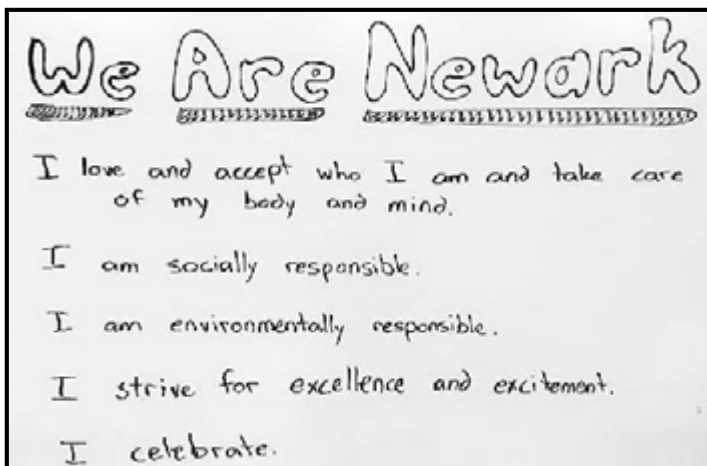 We Are Newark
I love and accept who I am and take care
of my body and mind.
I am socially responsible.
I am environmentally responsible.
I strive for excellence and excitement.
I celebrate.